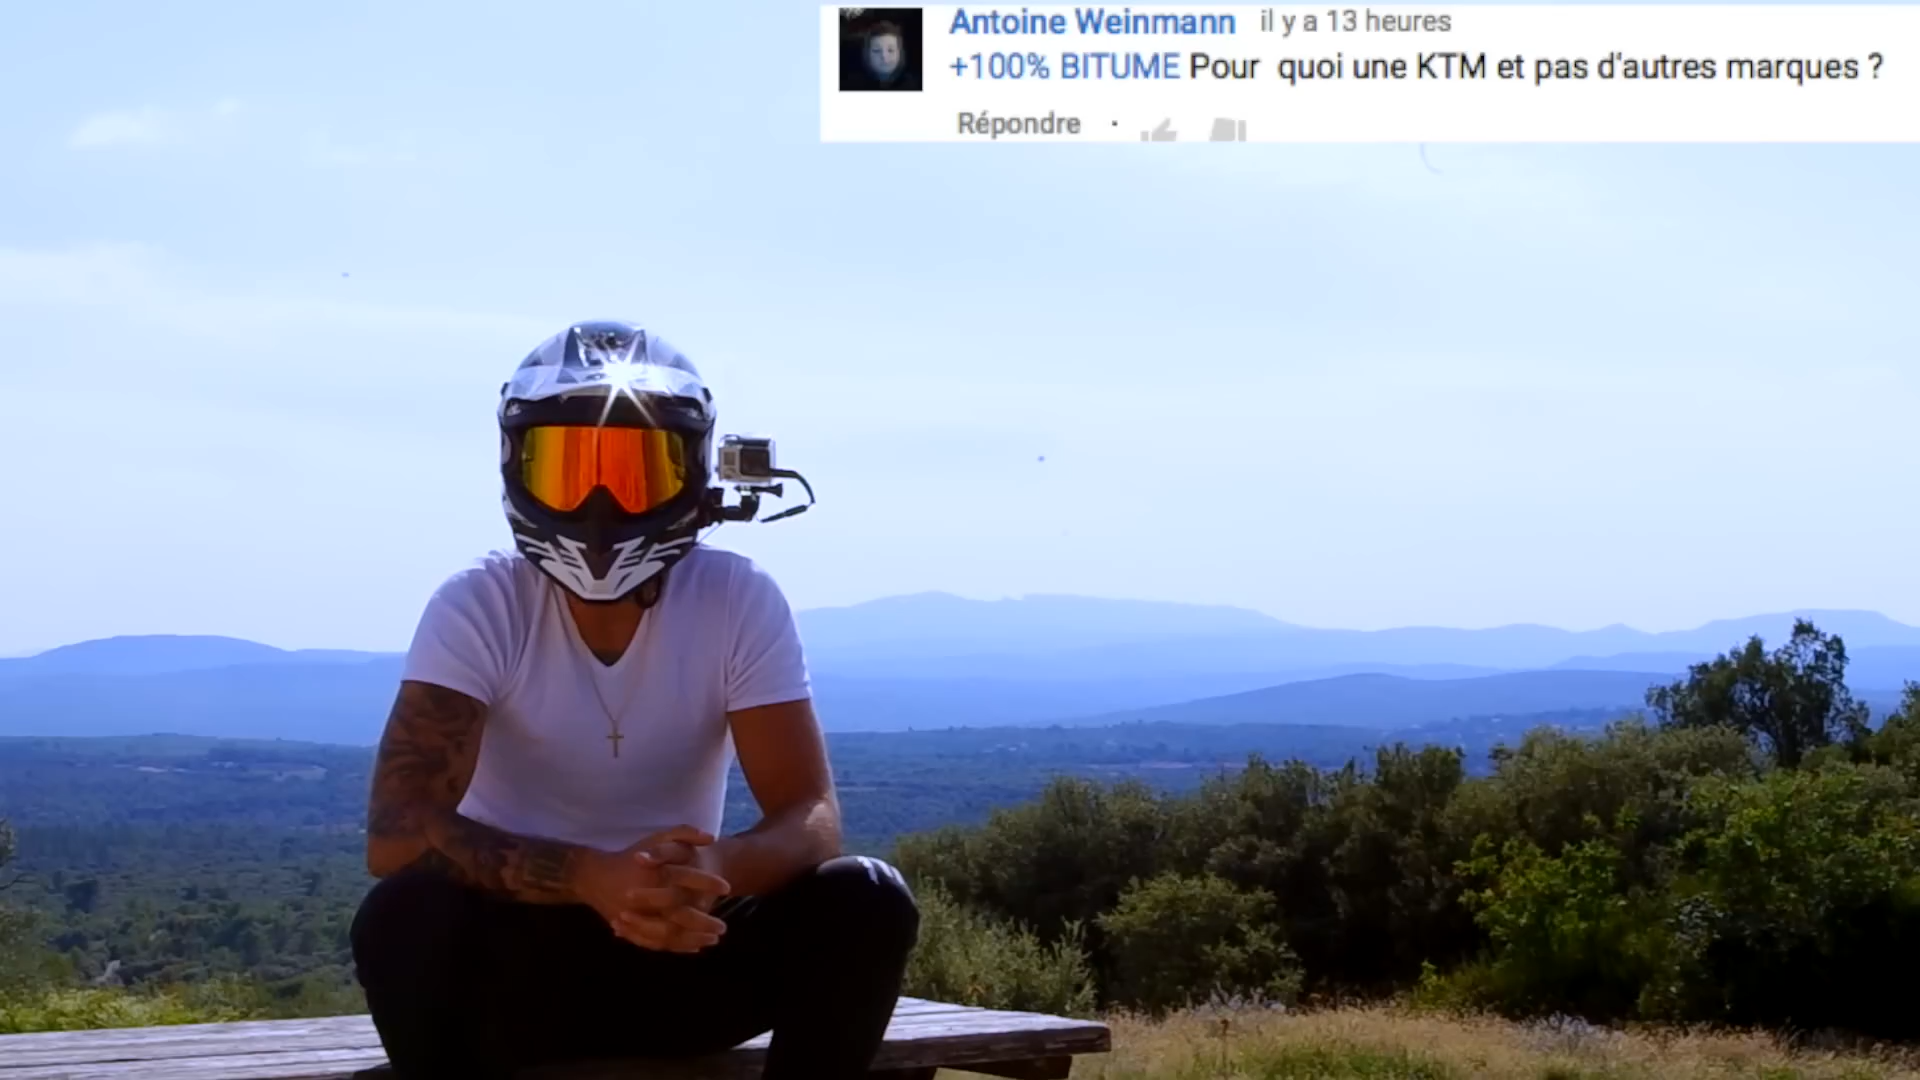 Antoine Weinmann il y a 13 heures
+100% BITUME Pour quoi une KTM et pas d'autres marques ?
Répondre ·